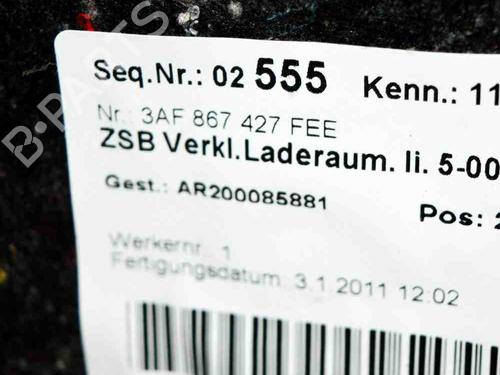 Seq.Nr.: 02 555 Kenn.: 11
Nr.: 3AF 867 427 FEE
ZSB Verkl.Laderaum. li. 5-00
Gest.: AR200085881 Pos: 2
Werkernr.: 1
Fertigungsdatum: 3.1.2011 12:02
B-PARTS